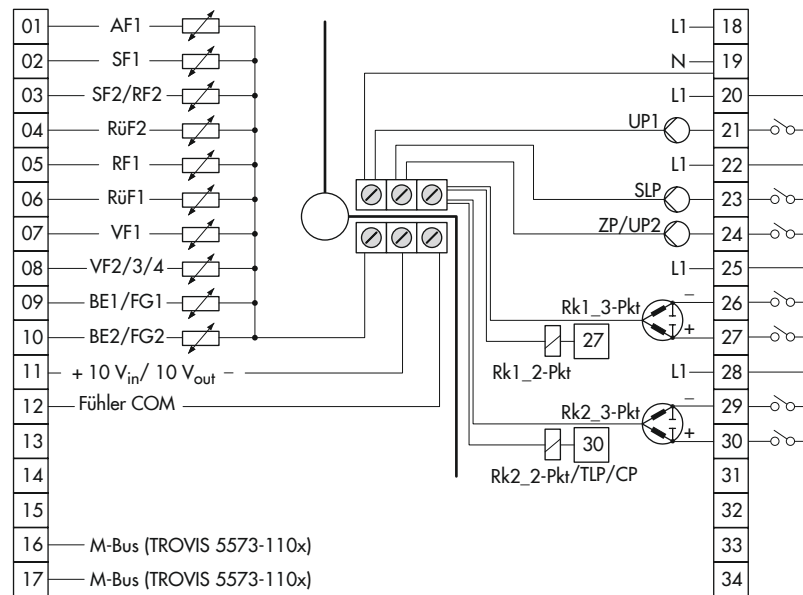 01 AF1
02 SF1
03 SF2/RF2
04 RüF2
05 RF1
06 RüF1
07 VF1
08 VF2/3/4
09 BE1/FG1
10 BE2/FG2
11 + 10 Vin/ 10 Vout −
12 Fühler COM
13
14
15
16 M-Bus (TROVIS 5573-110x)
17 M-Bus (TROVIS 5573-110x)
L1 18
N 19
L1 20
UP1 21
L1 22
SLP 23
ZP/UP2 24
L1 25
Rk1_3-Pkt − 26
+ 27
27
Rk1_2-Pkt
L1 28
Rk2_3-Pkt − 29
+ 30
30
Rk2_2-Pkt/TLP/CP
31
32
33
34